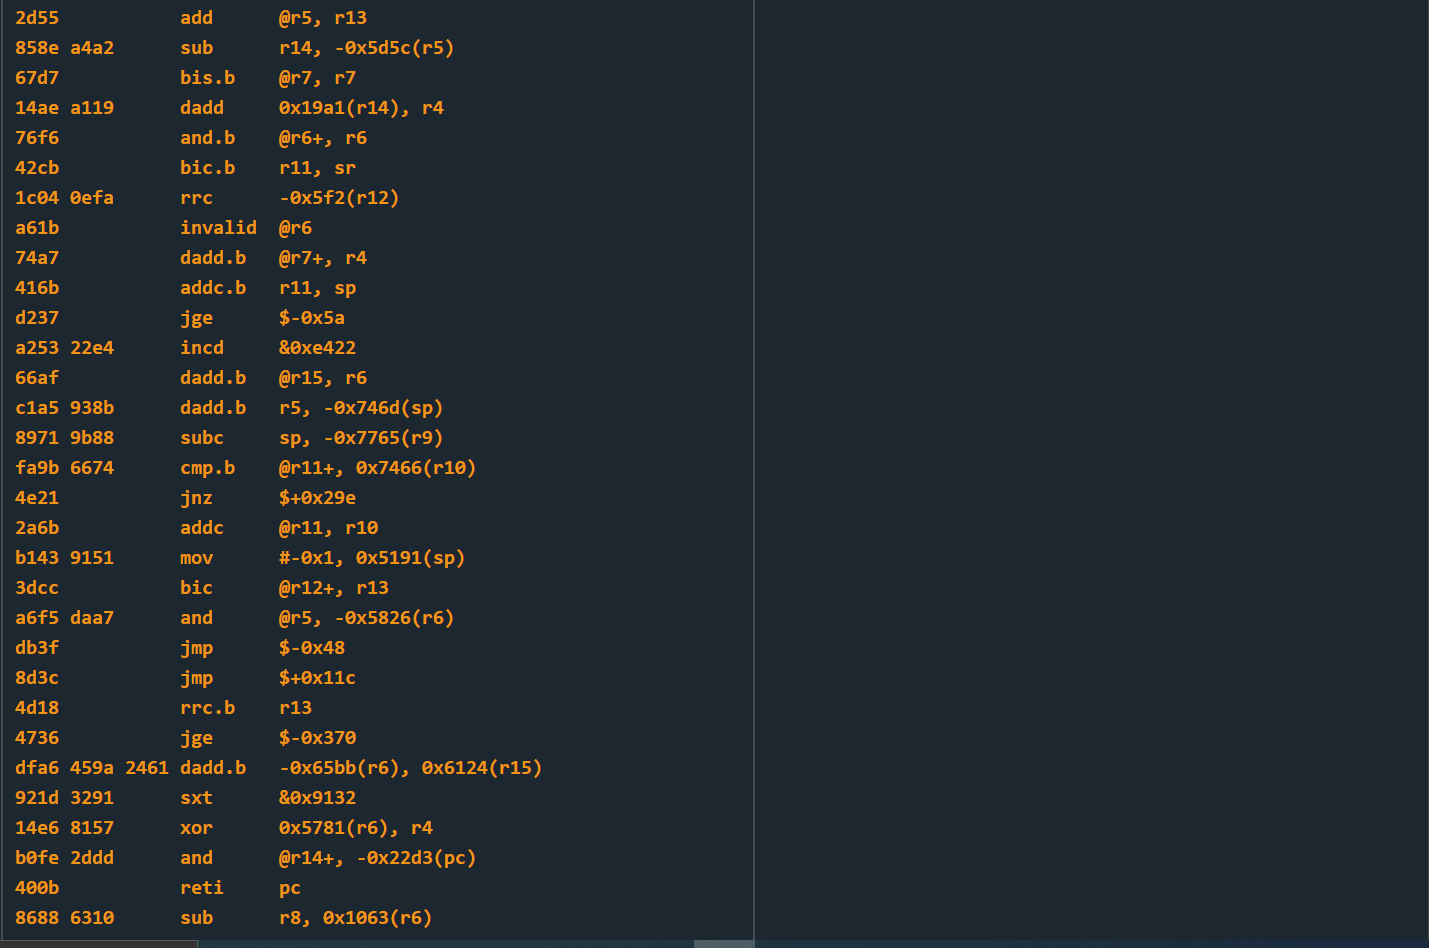 2d55 add @r5, r13
858e a4a2 sub r14, -0x5d5c(r5)
67d7 bis.b @r7, r7
14ae a119 dadd 0x19a1(r14), r4
76f6 and.b @r6+, r6
42cb bic.b r11, sr
1c04 0efa rrc -0x5f2(r12)
a61b invalid @r6
74a7 dadd.b @r7+, r4
416b addc.b r11, sp
d237 jge $-0x5a
a253 22e4 incd &0xe422
66af dadd.b @r15, r6
c1a5 938b dadd.b r5, -0x746d(sp)
8971 9b88 subc sp, -0x7765(r9)
fa9b 6674 cmp.b @r11+, 0x7466(r10)
4e21 jnz $+0x29e
2a6b addc @r11, r10
b143 9151 mov #-0x1, 0x5191(sp)
3dcc bic @r12+, r13
a6f5 daa7 and @r5, -0x5826(r6)
db3f jmp $-0x48
8d3c jmp $+0x11c
4d18 rrc.b r13
4736 jge $-0x370
dfa6 459a 2461 dadd.b -0x65bb(r6), 0x6124(r15)
921d 3291 sxt &0x9132
14e6 8157 xor 0x5781(r6), r4
b0fe 2ddd and @r14+, -0x22d3(pc)
400b reti pc
8688 6310 sub r8, 0x1063(r6)